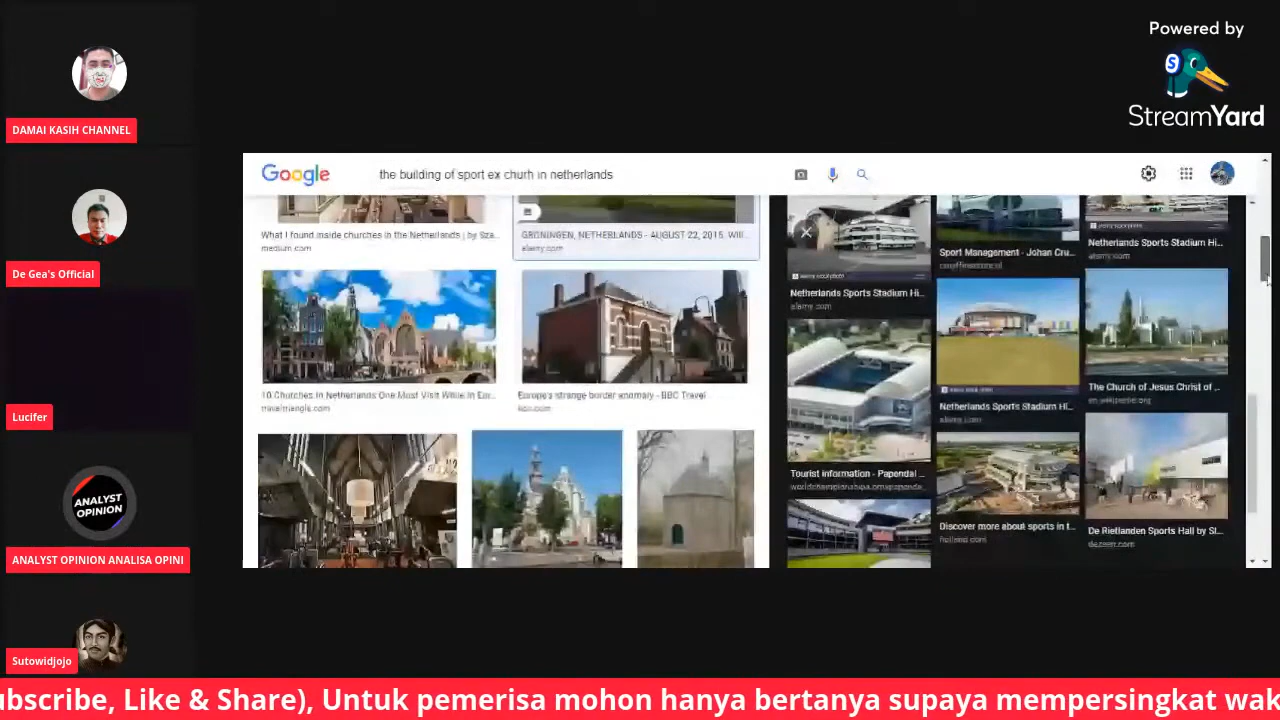 Powered by
StreamYard
DAMAI KASIH CHANNEL
De Gea's Official
Lucifer
ANALYST
OPINION
ANALYST OPINION ANALISA OPINI
Sutowidjojo
Google
the building of sport ex churh in netherlands
What I found inside churches in the Netherlands | by Sza...
medium.com
GRONINGEN, NETHERLANDS - AUGUST 22, 2015. Will...
alamy.com
10 Churches In Netherlands One Must Visit While In Eur...
traveltriangle.com
Europe's strange border anomaly - BBC Travel
bbc.com
Netherlands Sports Stadium Hi...
alamy.com
Sport Management - Johan Cru...
Netherlands Sports Stadium Hi...
alamy.com
Netherlands Sports Stadium Hi...
alamy.com
The Church of Jesus Christ of ...
en.wikipedia.org
Tourist information - Papendal ...
Discover more about sports in t...
holland.com
De Rietlanden Sports Hall by Sl...
dezeen.com
ubscribe, Like & Share), Untuk pemerisa mohon hanya bertanya supaya mempersingkat wak